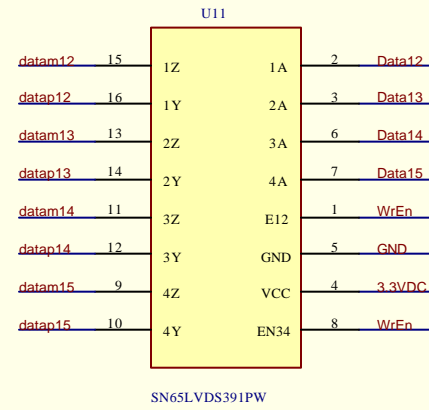 U11
datam12 15 1Z 1A 2 Data12
datap12 16 1Y 2A 3 Data13
datam13 13 2Z 3A 6 Data14
datap13 14 2Y 4A 7 Data15
datam14 11 3Z E12 1 WrEn
datap14 12 3Y GND 5 GND
datam15 9 4Z VCC 4 3.3VDC
datap15 10 4Y EN34 8 WrEn
SN65LVDS391PW